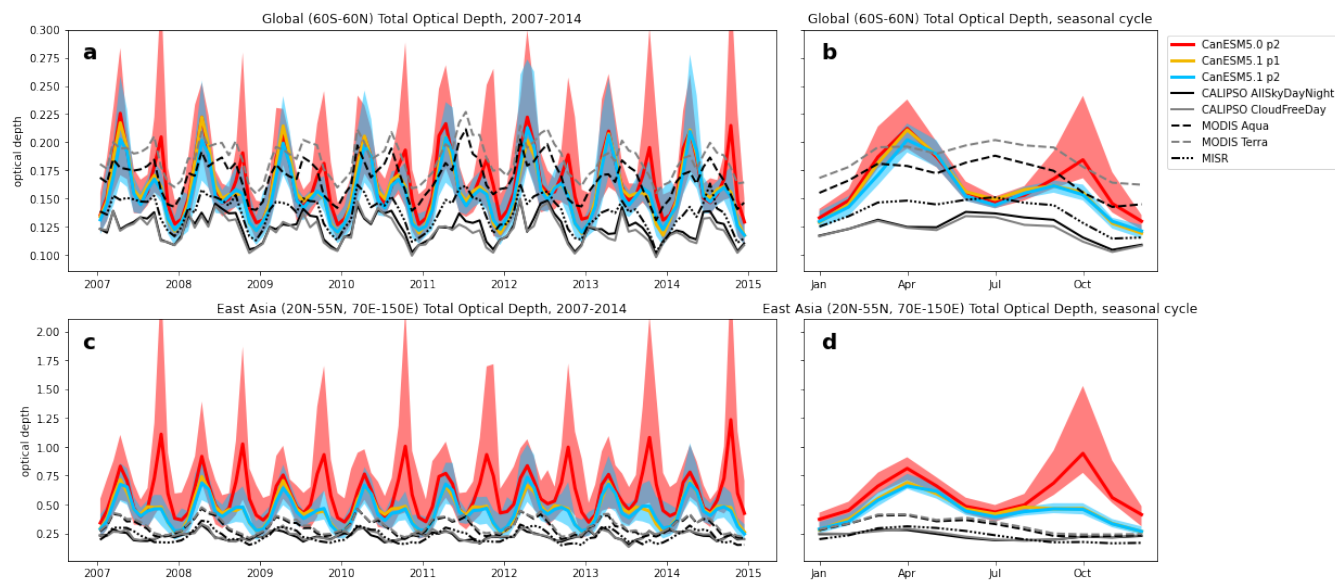 Global (60S-60N) Total Optical Depth, 2007-2014
a
optical depth
0.300
0.275
0.250
0.225
0.200
0.175
0.150
0.125
0.100
2007 2008 2009 2010 2011 2012 2013 2014 2015
Global (60S-60N) Total Optical Depth, seasonal cycle
b
Jan Apr Jul Oct
CanESM5.0 p2
CanESM5.1 p1
CanESM5.1 p2
CALIPSO AllSkyDayNight
CALIPSO CloudFreeDay
MODIS Aqua
MODIS Terra
MISR
East Asia (20N-55N, 70E-150E) Total Optical Depth, 2007-2014
c
optical depth
2.00
1.75
1.50
1.25
1.00
0.75
0.50
0.25
2007 2008 2009 2010 2011 2012 2013 2014 2015
East Asia (20N-55N, 70E-150E) Total Optical Depth, seasonal cycle
d
Jan Apr Jul Oct